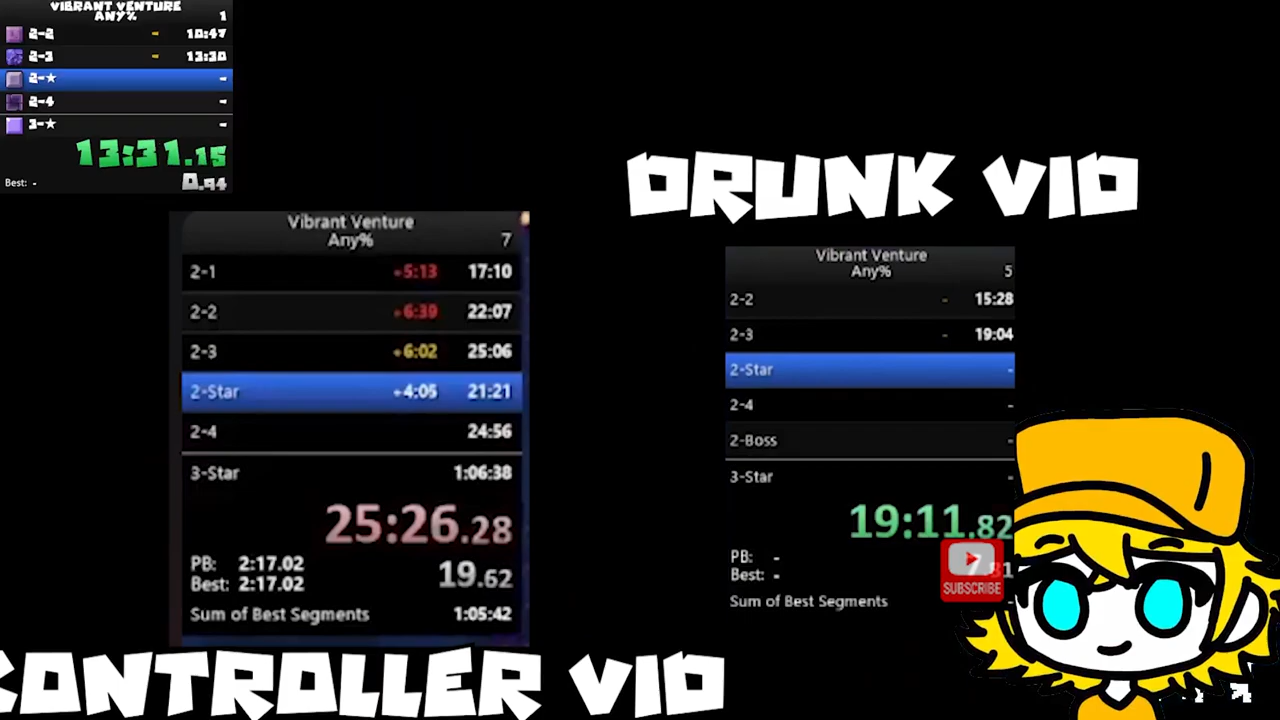 VIBRANT VENTURE
ANY% 1
2-2 - 10:47
2-3 - 13:30
2-★ -
2-4 -
3-★ -
13:31.15
Best: - 0.94
DRUNK VIO
Vibrant Venture
Any% 7
2-1 +5:13 17:10
2-2 +6:39 22:07
2-3 +6:02 25:06
2-Star +4:05 21:21
2-4 24:56
3-Star 1:06:38
25:26.28
PB: 2:17.02
Best: 2:17.02
19.62
Sum of Best Segments 1:05:42
Vibrant Venture
Any% 5
2-2 - 15:28
2-3 - 19:04
2-Star -
2-4 -
2-Boss -
3-Star -
19:11.82
PB: -
Best: -
Sum of Best Segments
SUBSCRIBE
CONTROLLER VIO